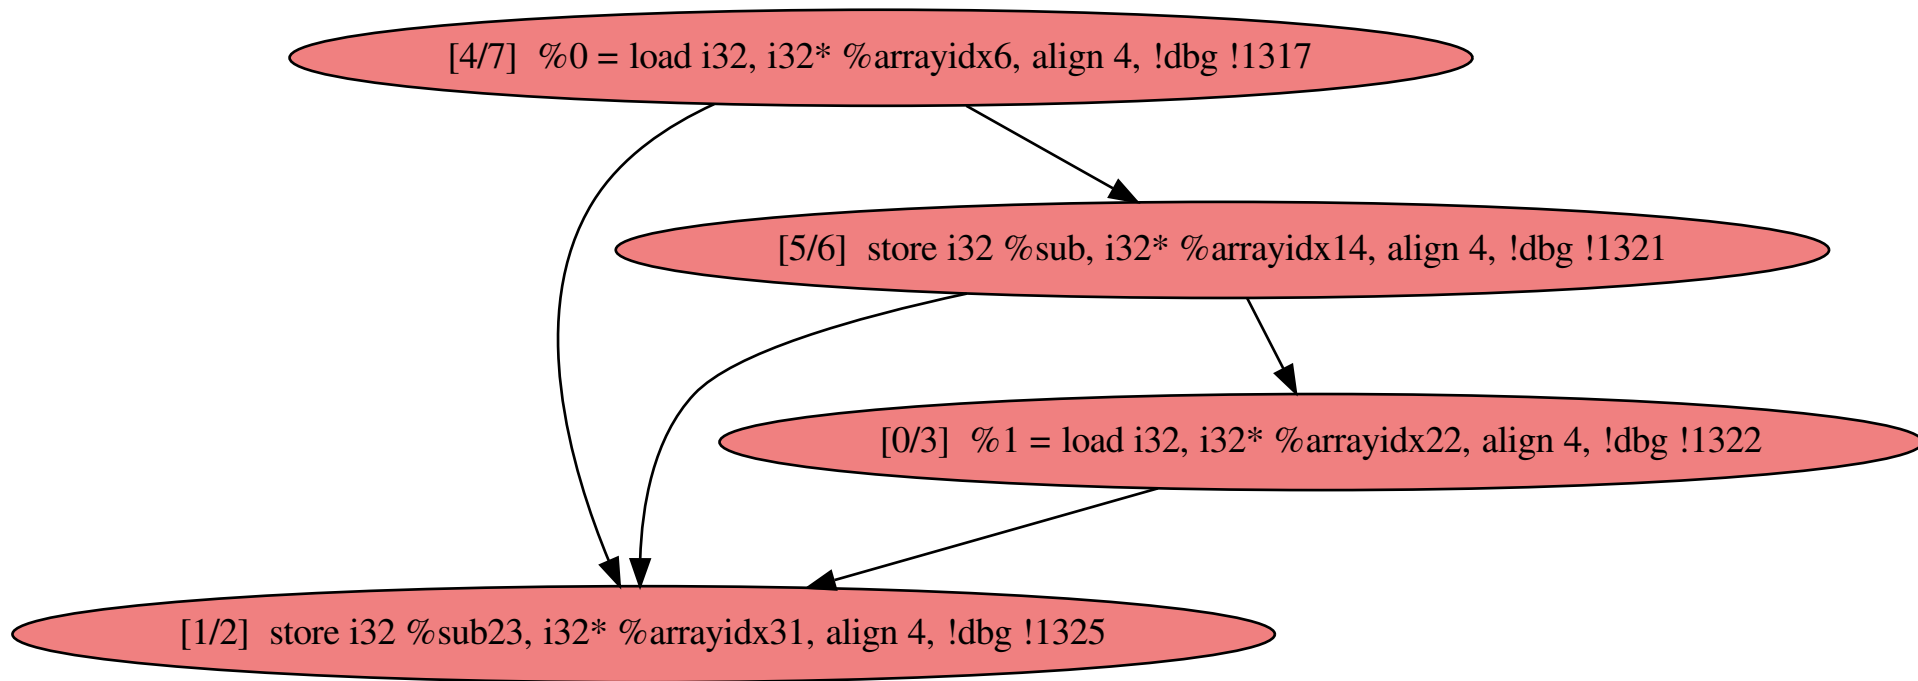 [4/7]  %0 = load i32, i32* %arrayidx6, align 4, !dbg !1317
[5/6]  store i32 %sub, i32* %arrayidx14, align 4, !dbg !1321
[0/3]  %1 = load i32, i32* %arrayidx22, align 4, !dbg !1322
[1/2]  store i32 %sub23, i32* %arrayidx31, align 4, !dbg !1325